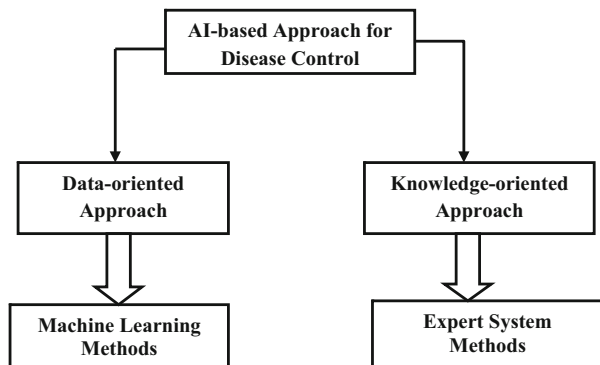 AI-based Approach for
Disease Control
Data-oriented
Approach
Knowledge-oriented
Approach
Machine Learning
Methods
Expert System
Methods